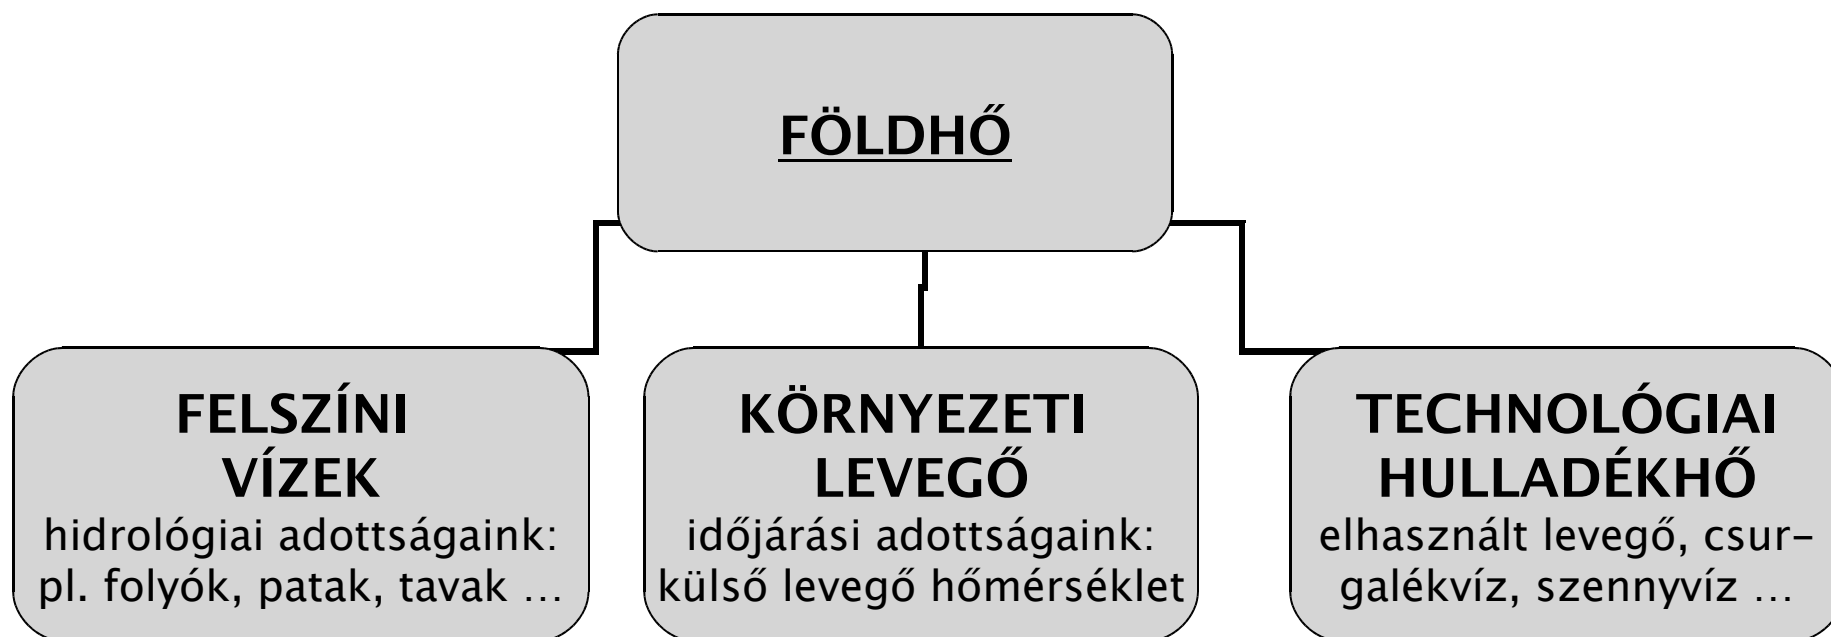 FÖLDHŐ
FELSZÍNI
VÍZEK
hidrológiai adottságaink:
pl. folyók, patak, tavak ...
KÖRNYEZETI
LEVEGŐ
időjárási adottságaink:
külső levegő hőmérséklet
TECHNOLÓGIAI
HULLADÉKHŐ
elhasznált levegő, csur-
galékvíz, szennyvíz ...